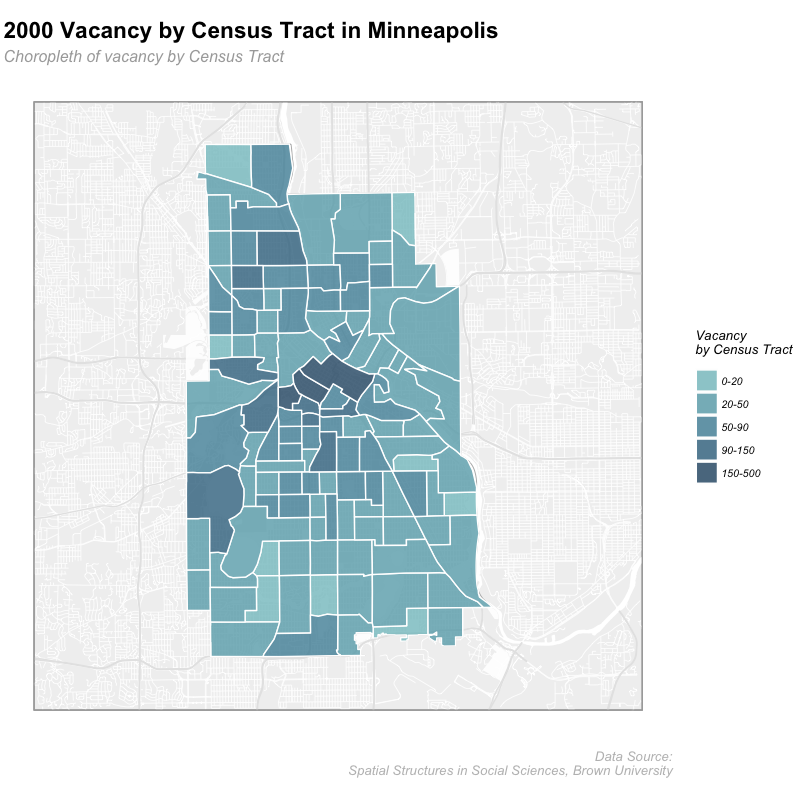 2000 Vacancy by Census Tract in Minneapolis
Choropleth of vacancy by Census Tract
Vacancy
by Census Tract
0-20
20-50
50-90
90-150
150-500
Data Source:
Spatial Structures in Social Sciences, Brown University